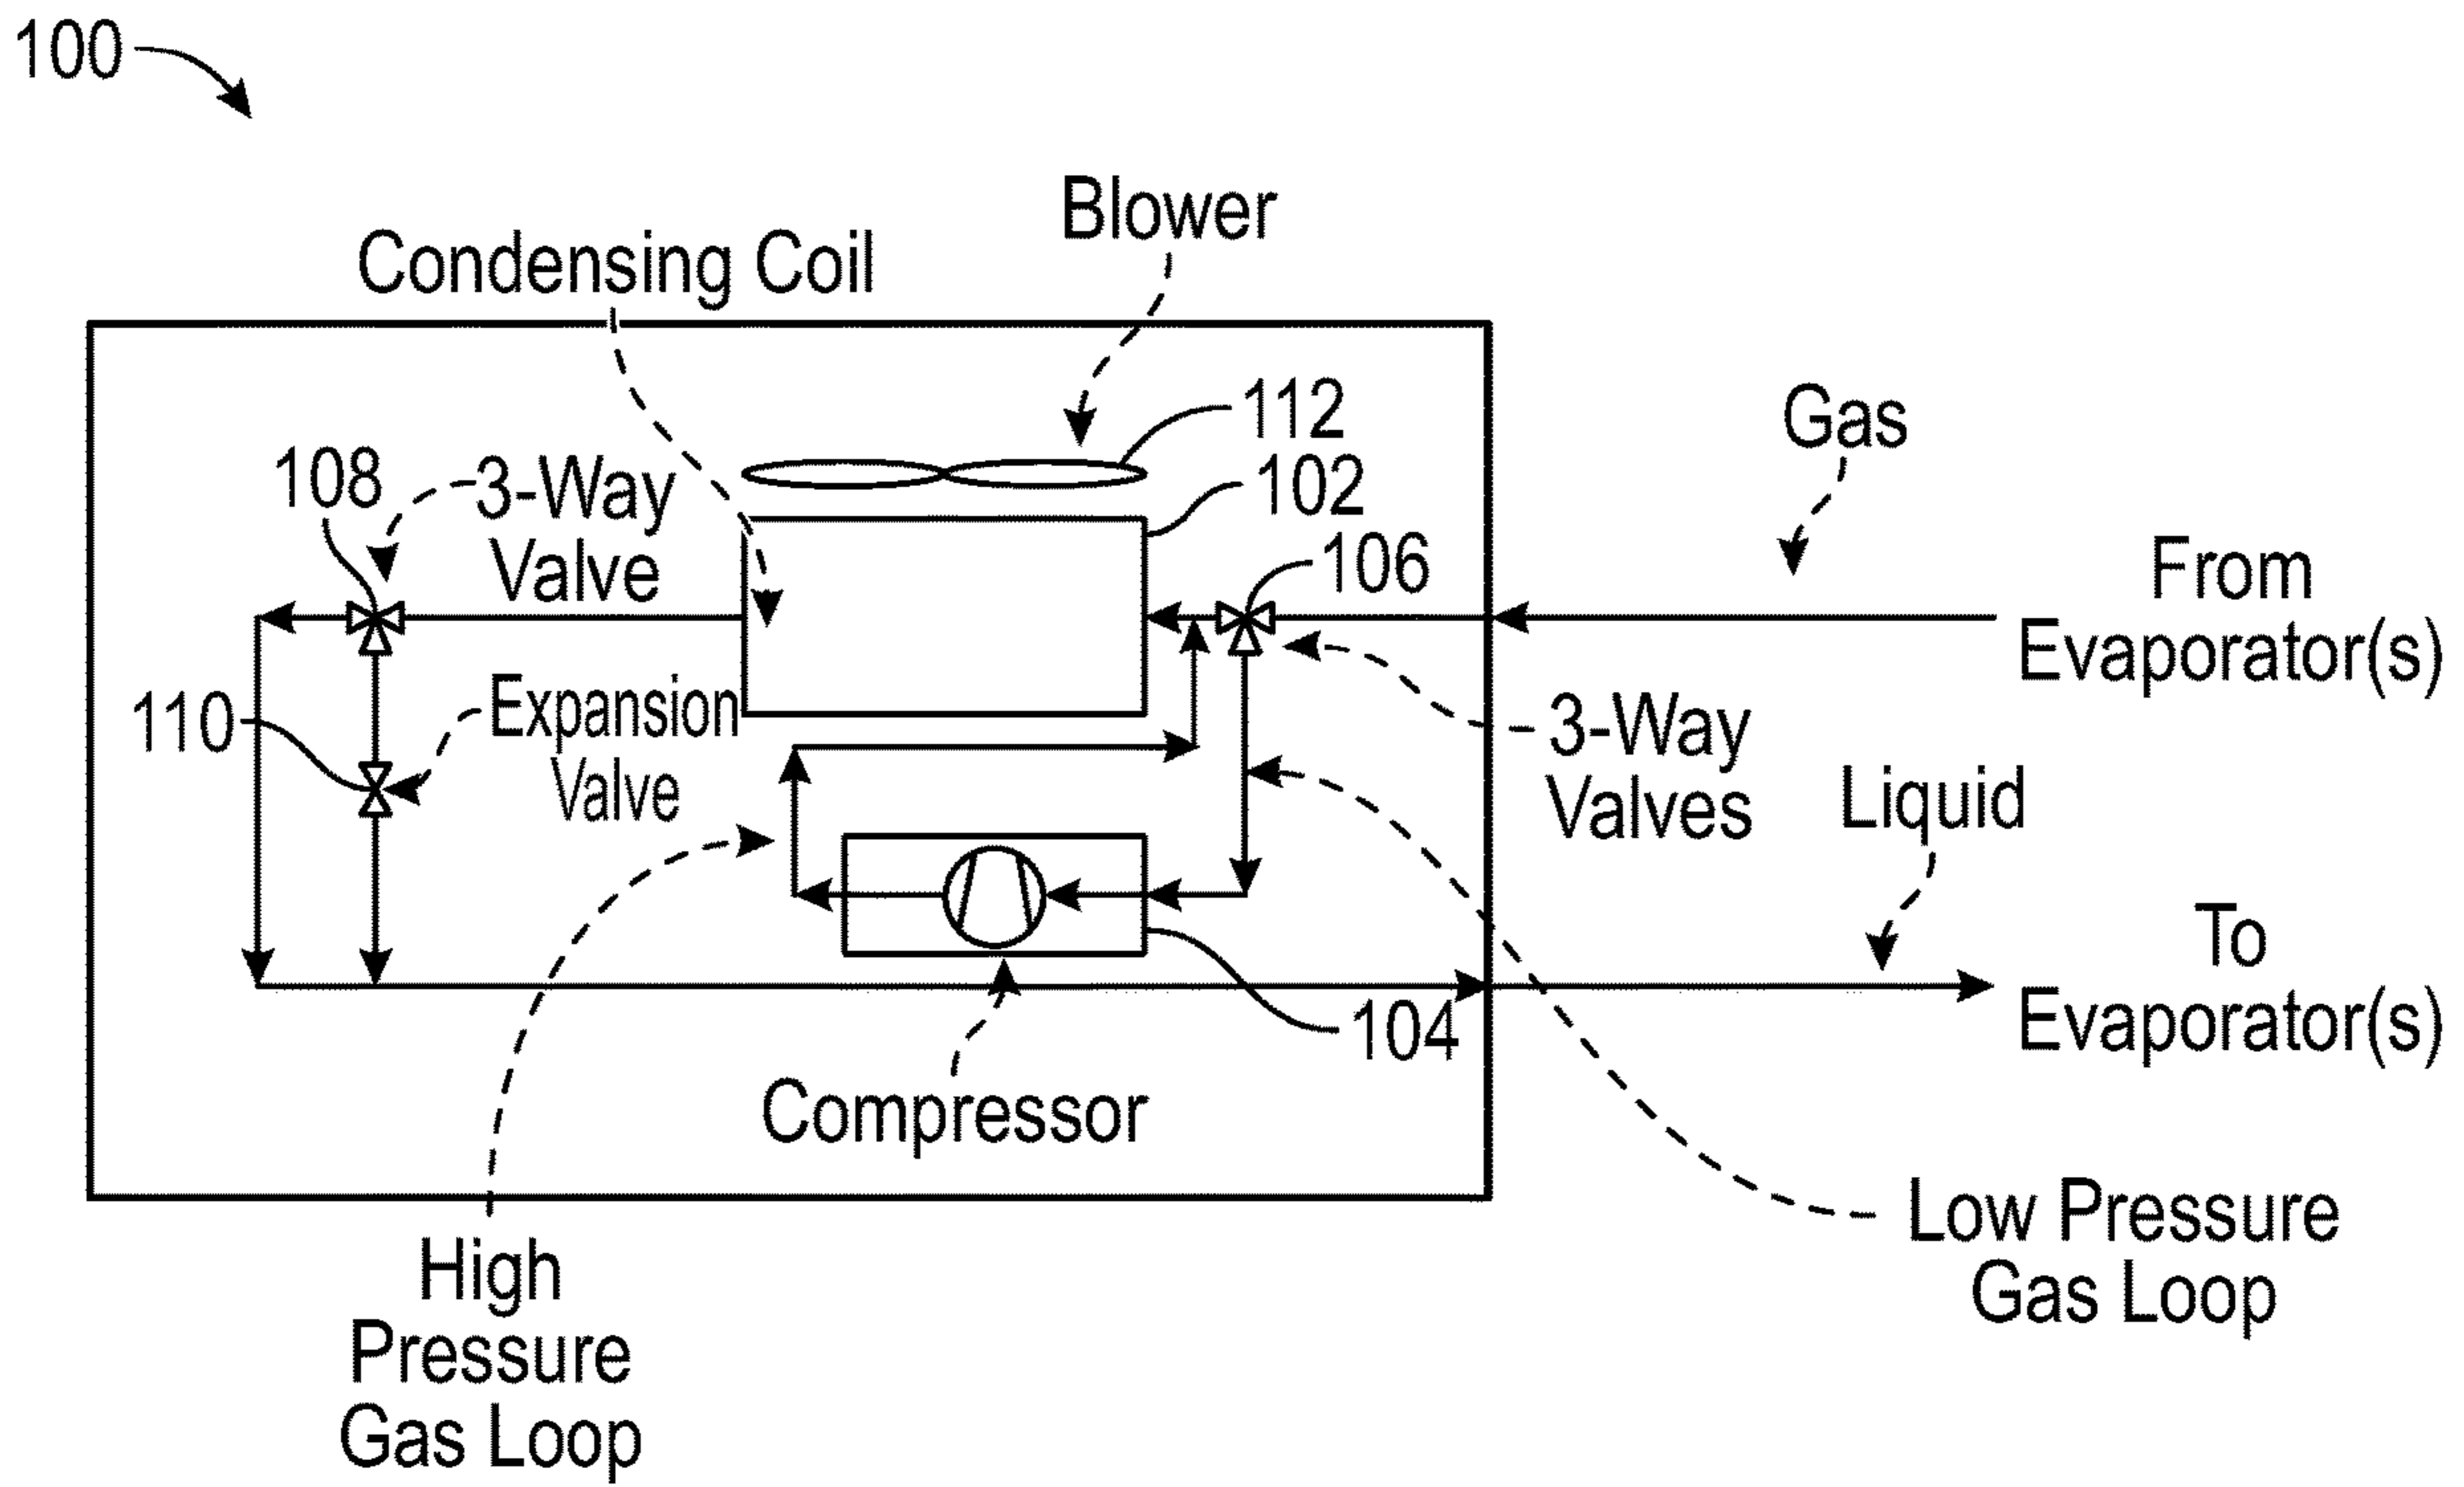 100
Blower
Condensing Coil
112
Gas
108
3-Way
Valve
102
106
From
Evaporator(s)
110
Expansion
Valve
3-Way
Valves
Liquid
To
Evaporator(s)
104
Compressor
Low Pressure
Gas Loop
High
Pressure
Gas Loop